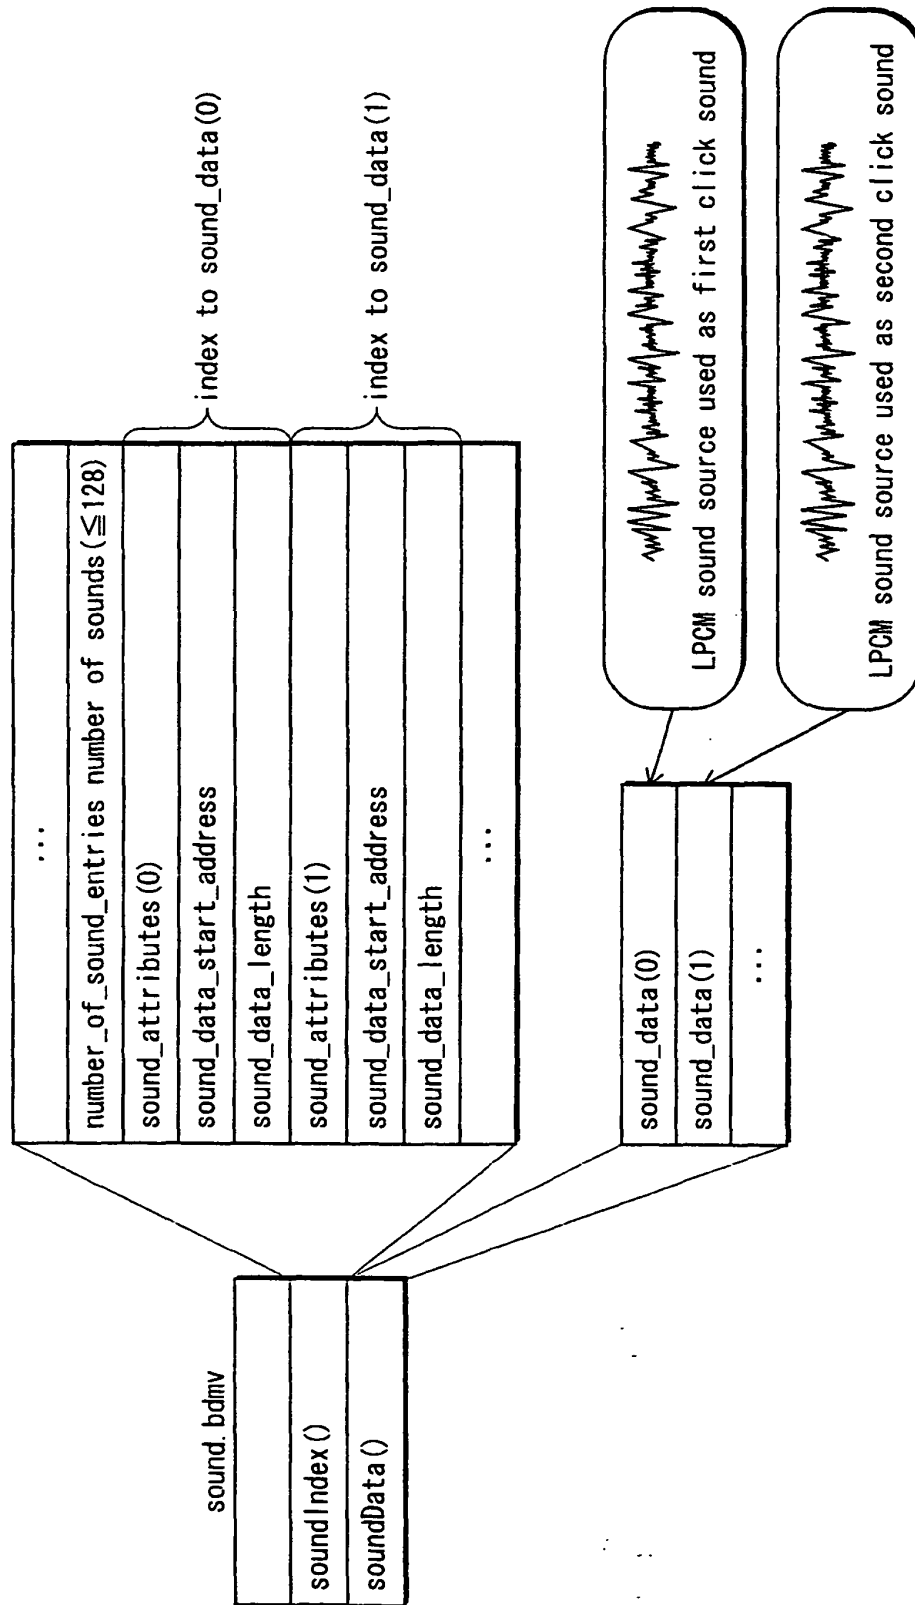 sound.bdmv
soundIndex()
soundData()
...
number_of_sound_entries number of sounds(≦128)
sound_attributes(0)
sound_data_start_address
sound_data_length
sound_attributes(1)
sound_data_start_address
sound_data_length
...
index to sound_data(0)
index to sound_data(1)
sound_data(0)
sound_data(1)
...
LPCM sound source used as first click sound
LPCM sound source used as second click sound